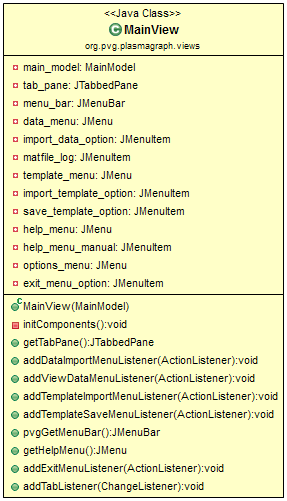 <<Java Class>>
C MainView
org.pvg.plasmagraph.views
main_model: MainModel
tab_pane: JTabbedPane
menu_bar: JMenuBar
data_menu: JMenu
import_data_option: JMenuItem
matfile_log: JMenuItem
template_menu: JMenu
import_template_option: JMenuItem
save_template_option: JMenuItem
help_menu: JMenu
help_menu_manual: JMenuItem
options_menu: JMenu
exit_menu_option: JMenuItem
C MainView(MainModel)
initComponents():void
getTabPane():JTabbedPane
addDataImportMenuListener(ActionListener):void
addViewDataMenuListener(ActionListener):void
addTemplateImportMenuListener(ActionListener):void
addTemplateSaveMenuListener(ActionListener):void
pvgGetMenuBar():JMenuBar
getHelpMenu():JMenu
addExitMenuListener(ActionListener):void
addTabListener(ChangeListener):void